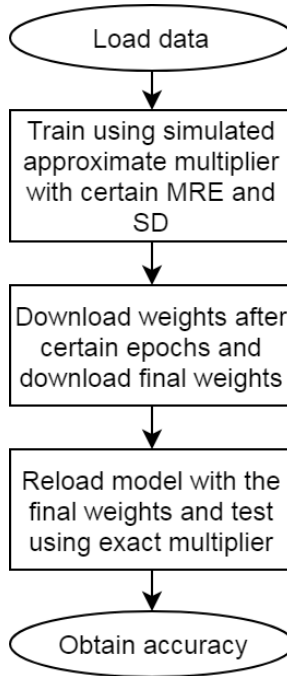 Load data
Train using simulated
approximate multiplier
with certain MRE and
SD
Download weights after
certain epochs and
download final weights
Reload model with the
final weights and test
using exact multiplier
Obtain accuracy